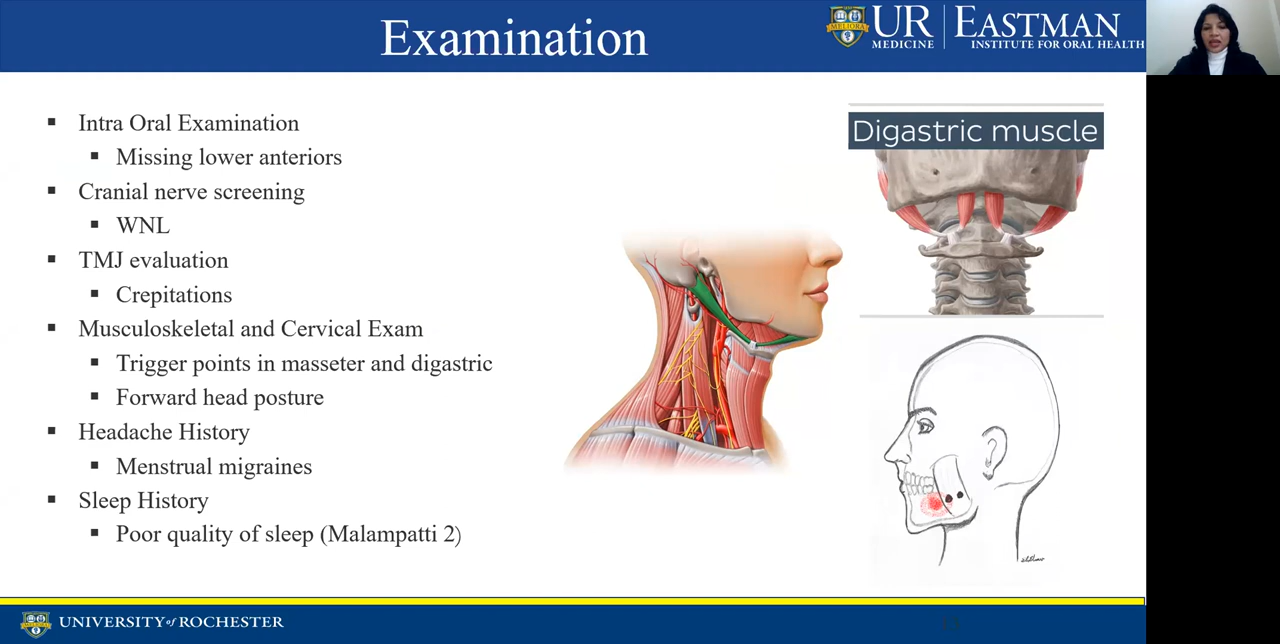 Examination
UR
MEDICINE
EASTMAN
INSTITUTE FOR ORAL HEALTH
MELIORA
Intra Oral Examination
Missing lower anteriors
Cranial nerve screening
WNL
TMJ evaluation
Crepitations
Musculoskeletal and Cervical Exam
Trigger points in masseter and digastric
Forward head posture
Headache History
Menstrual migraines
Sleep History
Poor quality of sleep (Malampatti 2)
Digastric muscle
UNIVERSITY of ROCHESTER